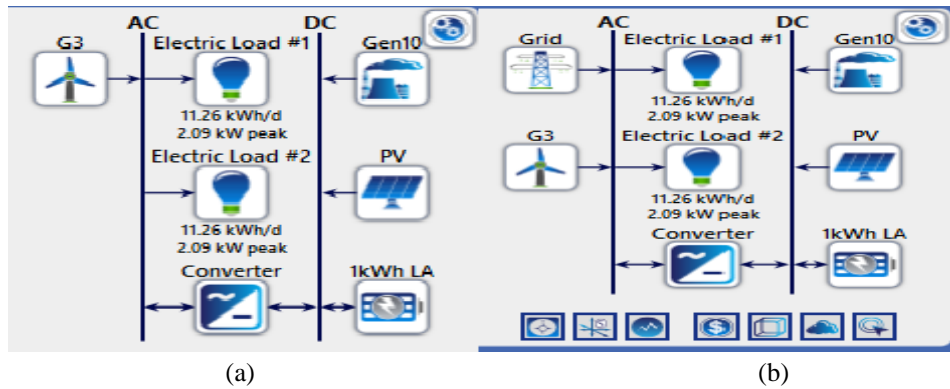 AC DC
G3 Electric Load #1 Gen10
11.26 kWh/d
2.09 kW peak
Electric Load #2 PV
11.26 kWh/d
2.09 kW peak
Converter 1kWh LA
(a)
AC DC
Grid Electric Load #1 Gen10
11.26 kWh/d
2.09 kW peak
G3 Electric Load #2 PV
11.26 kWh/d
2.09 kW peak
Converter 1kWh LA
(b)